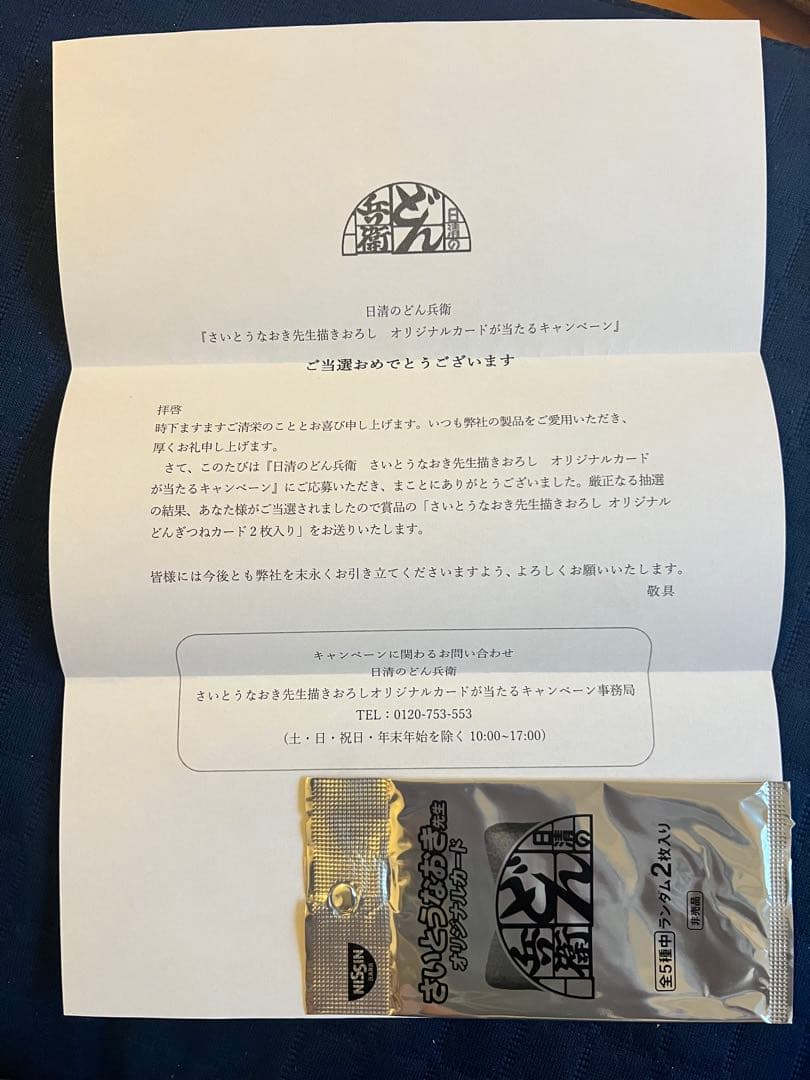 日清の
どん
兵衛
日清のどん兵衛
『さいとうなおき先生描きおろし　オリジナルカードが当たるキャンペーン』
ご当選おめでとうございます
拝啓
時下ますますご清栄のこととお喜び申し上げます。いつも弊社の製品をご愛用いただき、
厚くお礼申し上げます。
　さて、このたびは『日清のどん兵衛　さいとうなおき先生描きおろし　オリジナルカード
が当たるキャンペーン』にご応募いただき、まことにありがとうございました。厳正なる抽選
の結果、あなた様がご当選されましたので賞品の「さいとうなおき先生描きおろし オリジナル
どんぎつねカード２枚入り」をお送りいたします。
皆様には今後とも弊社を末永くお引き立てくださいますよう、よろしくお願いいたします。
敬具
キャンペーンに関わるお問い合わせ
日清のどん兵衛
さいとうなおき先生描きおろしオリジナルカードが当たるキャンペーン事務局
TEL：0120-753-553
（土・日・祝日・年末年始を除く 10:00~17:00）
NISSIN
さいとうなおき先生
オリジナルカード
日清の
どん
兵衛
全5種中 ランダム2枚入り
非売品